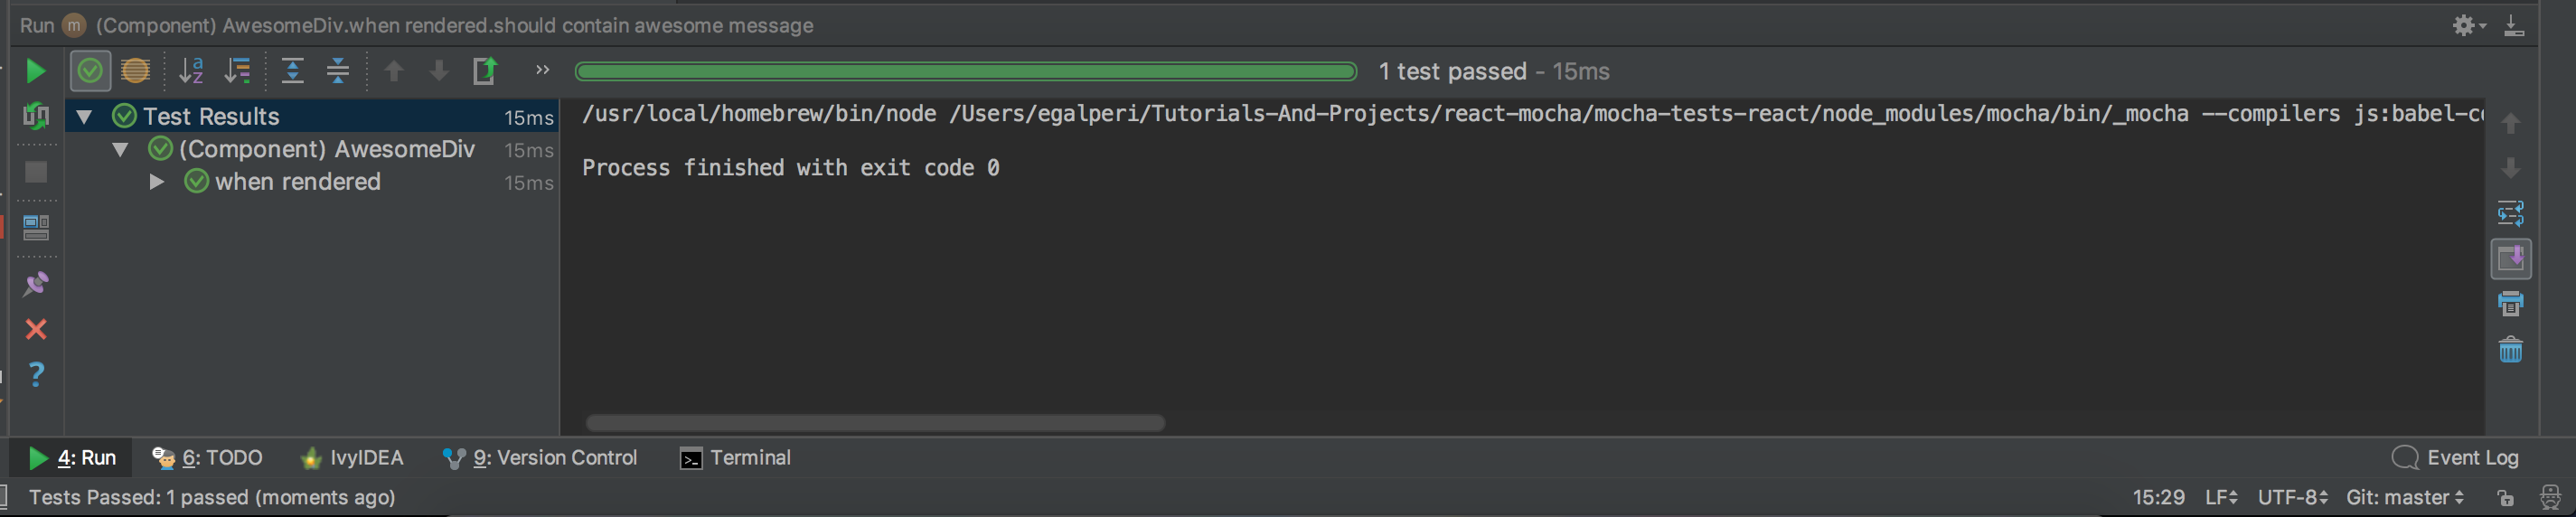 Run m (Component) AwesomeDiv.when rendered.should contain awesome message
1 test passed - 15ms
Test Results 15ms
(Component) AwesomeDiv 15ms
when rendered 15ms
/usr/local/homebrew/bin/node /Users/egalperi/Tutorials-And-Projects/react-mocha/mocha-tests-react/node_modules/mocha/bin/_mocha --compilers js:babel-c
Process finished with exit code 0
4: Run 6: TODO IvyIDEA 9: Version Control Terminal Event Log
Tests Passed: 1 passed (moments ago) 15:29 LF UTF-8 Git: master